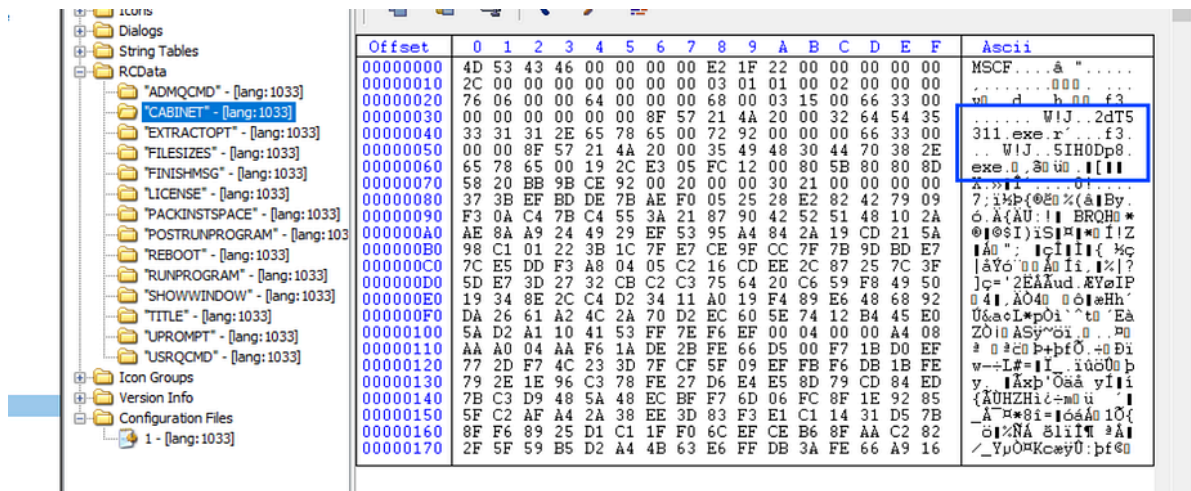 Icons
Dialogs
String Tables
RCData
"ADMQCMD" - [lang:1033]
"CABINET" - [lang:1033]
"EXTRACTOPT" - [lang:1033]
"FILESIZES" - [lang:1033]
"FINISHMSG" - [lang:1033]
"LICENSE" - [lang:1033]
"PACKINSTSPACE" - [lang:1033]
"POSTRUNPROGRAM" - [lang:103
"REBOOT" - [lang:1033]
"RUNPROGRAM" - [lang:1033]
"SHOWWINDOW" - [lang:1033]
"TITLE" - [lang:1033]
"UPROMPT" - [lang:1033]
"USRQCMD" - [lang:1033]
Icon Groups
Version Info
Configuration Files
1 - [lang:1033]
Offset 0 1 2 3 4 5 6 7 8 9 A B C D E F Ascii
00000000 4D 53 43 46 00 00 00 00 E2 1F 22 00 00 00 00 00 MSCF....â ".....
00000010 2C 00 00 00 00 00 00 00 03 01 01 00 02 00 00 00
00000020 76 06 00 00 64 00 00 00 00 68 00 03 15 00 66 33 00
00000030 00 00 00 00 00 00 8F 57 21 4A 20 00 32 64 54 35 W!J..2dT5
00000040 33 31 31 2E 65 78 65 00 72 92 00 00 00 66 33 00 311.exe.r´...f3.
00000050 00 00 8F 57 21 4A 20 00 35 49 48 30 44 70 38 2E .. W!J..5IH0Dp8.
00000060 65 78 65 00 19 2C E3 05 FC 12 00 80 5B 80 80 8D exe.
00000070 58 20 BB 9B CE 92 00 20 00 00 30 21 00 00 00 00
00000080 37 3B EF BD DE 7B AE F0 05 25 28 E2 82 42 79 09
00000090 F3 0A C4 7B C4 55 3A 21 87 90 42 52 51 48 10 2A
000000A0 AE 8A A9 24 49 29 EF 53 95 A4 84 2A 19 CD 21 5A
000000B0 98 C1 01 22 3B 1C 7F E7 CE 9F CC 7F 7B 9D BD E7
000000C0 7C E5 DD F3 A8 04 05 C2 16 CD EE 2C 87 25 7C 3F
000000D0 5D E7 3D 27 32 CB C2 C3 75 64 20 C6 59 F8 49 50
000000E0 19 34 8E 2C C4 D2 34 11 A0 19 F4 89 E6 48 68 92
000000F0 DA 26 61 A2 4C 2A 70 D2 EC 60 5E 74 12 B4 45 E0
00000100 5A D2 A1 10 41 53 FF 7E F6 EF 00 04 00 00 A4 08
00000110 AA A0 04 AA F6 1A DE 2B FE 66 D5 00 F7 1B D0 EF
00000120 77 2D F7 4C 23 3D 7F CF 5F 09 EF FB F6 DB 1B FE
00000130 79 2E 1E 96 C3 78 FE 27 D6 E4 E5 8D 79 CD 84 ED
00000140 7B C3 D9 48 5A 48 EC BF F7 6D 06 FC 8F 1E 92 85
00000150 5F C2 AF A4 2A 38 EE 3D 83 F3 E1 C1 14 31 D5 7B
00000160 8F F6 89 25 D1 C1 1F F0 6C EF CE B6 8F AA C2 82
00000170 2F 5F 59 B5 D2 A4 4B 63 E6 FF DB 3A FE 66 A9 16